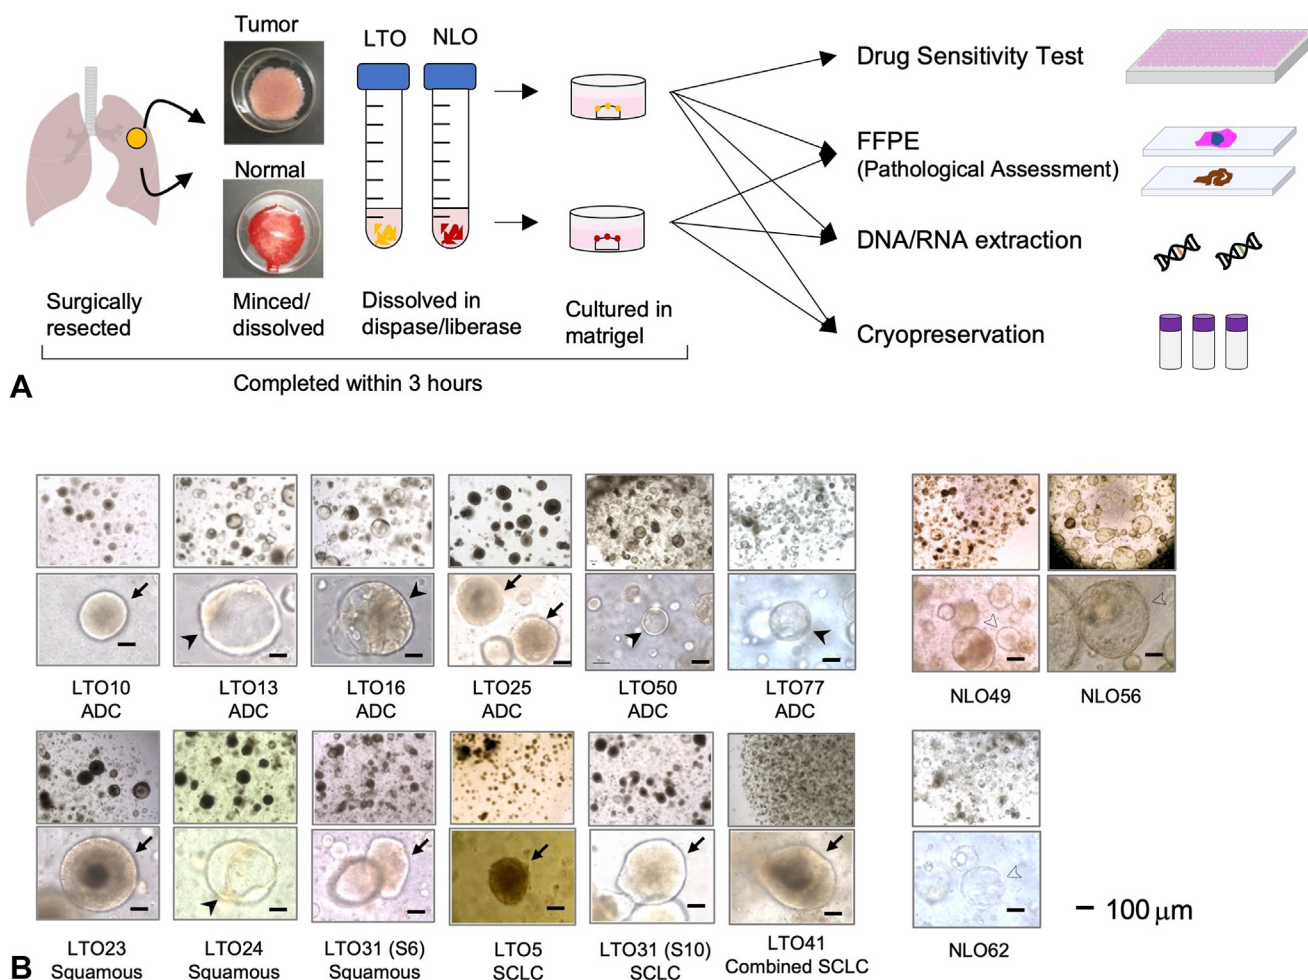 Tumor
LTO
NLO
Normal
Surgically
resected
Minced/
dissolved
Dissolved in
dispase/liberase
Cultured in
matrigel
Completed within 3 hours
Drug Sensitivity Test
FFPE
(Pathological Assessment)
DNA/RNA extraction
Cryopreservation
A
LTO10
ADC
LTO13
ADC
LTO16
ADC
LTO25
ADC
LTO50
ADC
LTO77
ADC
NLO49
NLO56
LTO23
Squamous
LTO24
Squamous
LTO31 (S6)
Squamous
LTO5
SCLC
LTO31 (S10)
SCLC
LTO41
Combined SCLC
NLO62
100 µm
B